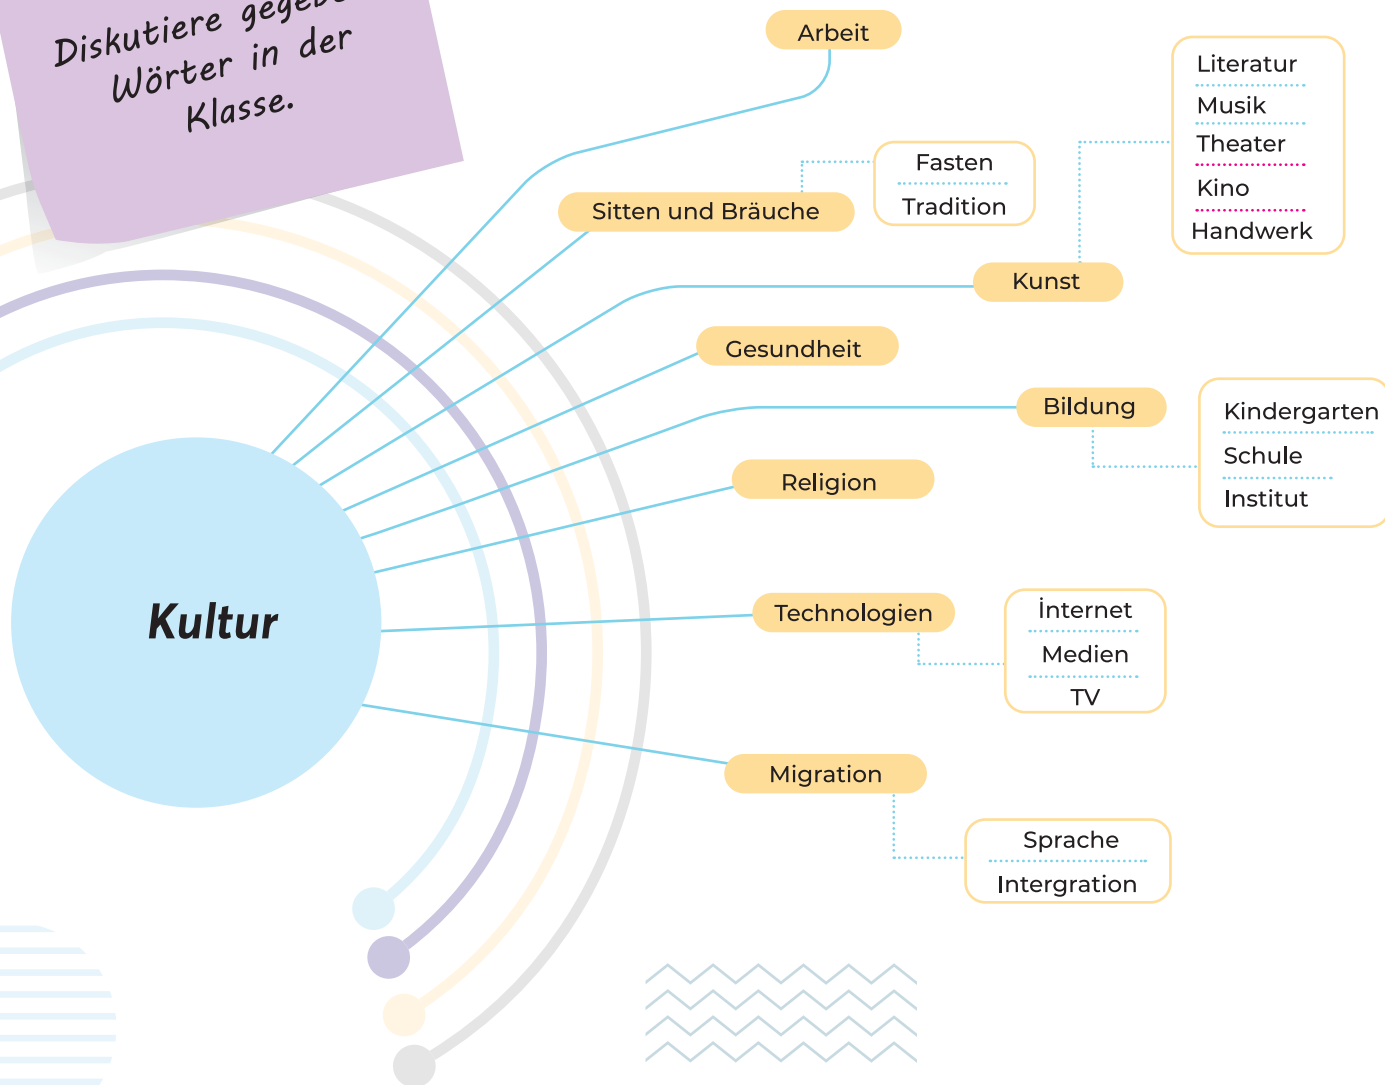 Diskutiere
Wörter in der
Klasse.
Arbeit
Sitten und Bräuche
Fasten
Tradition
Kunst
Literatur
Musik
Theater
Kino
Handwerk
Gesundheit
Bildung
Kindergarten
Schule
Institut
Religion
Kultur
Technologien
İnternet
Medien
TV
Migration
Sprache
Intergration